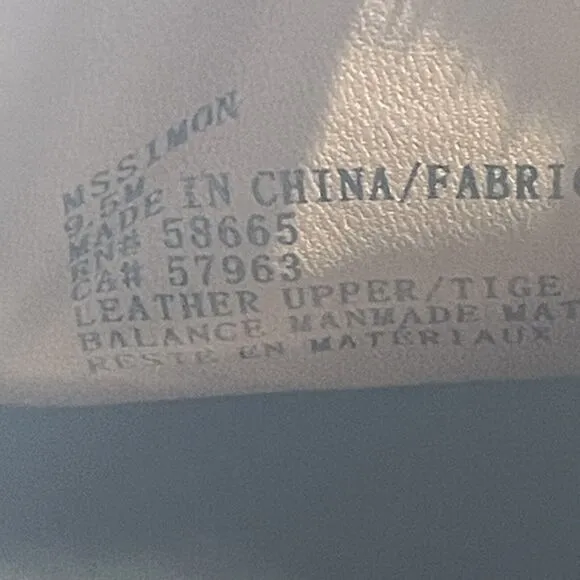 MSSIMON
9.5M
MADE IN CHINA/FABRIC
RN# 58665
CA# 57963
LEATHER UPPER/TIGE
BALANCE MANMADE MAT
RESTE EN MATÉRIAUX